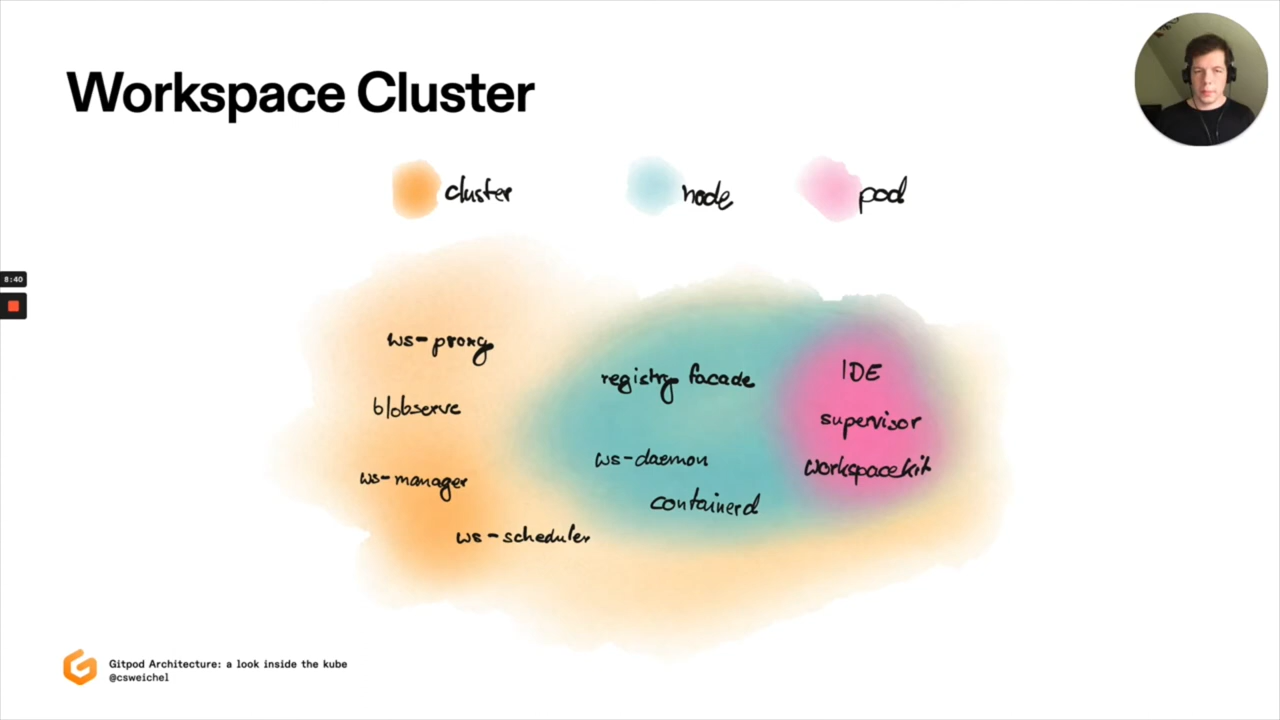 Workspace Cluster
cluster
node
pod
8:40
ws-proxy
blobserve
ws-manager
ws-scheduler
registry facade
ws-daemon
containerd
IDE
supervisor
workspacekit
Gitpod Architecture: a look inside the kube
@csweichel